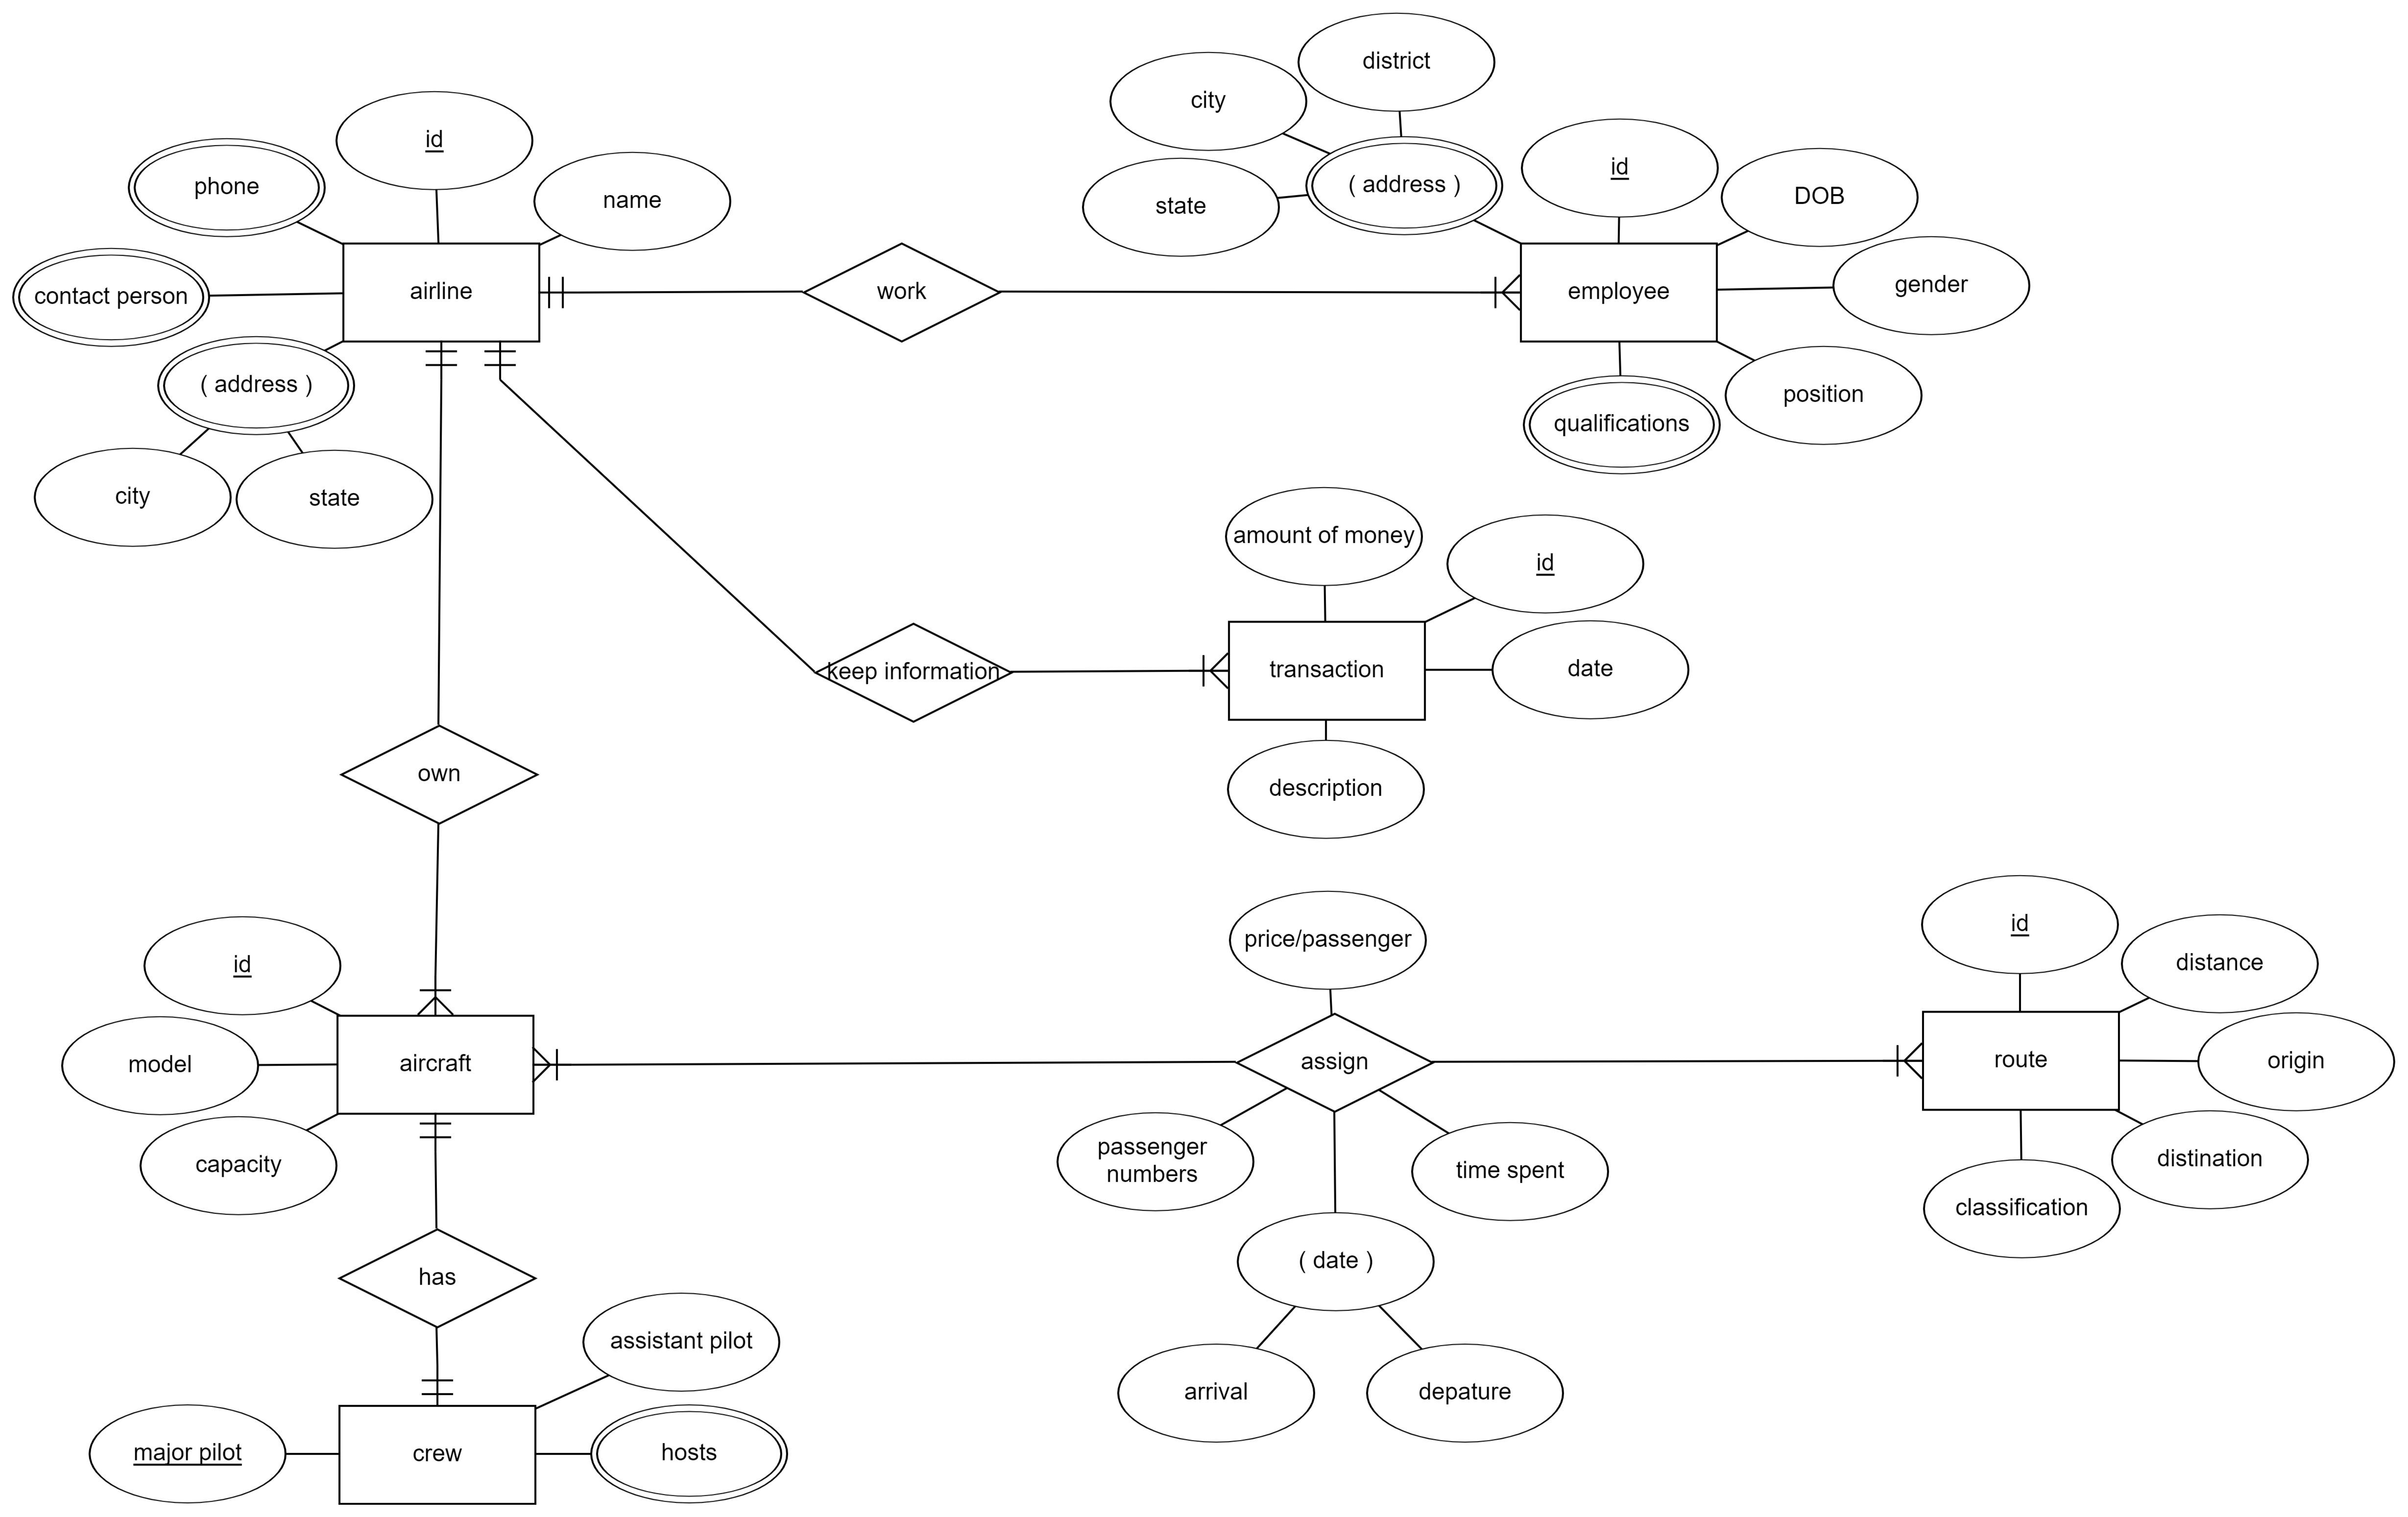 district
city
id
( address )
id
DOB
phone
state
name
gender
airline
work
employee
contact person
( address )
position
qualifications
city
state
amount of money
id
keep information
transaction
date
own
description
id
price/passenger
id
distance
model
aircraft
assign
route
origin
capacity
passenger
numbers
time spent
distination
classification
has
( date )
assistant pilot
arrival
depature
major pilot
crew
hosts